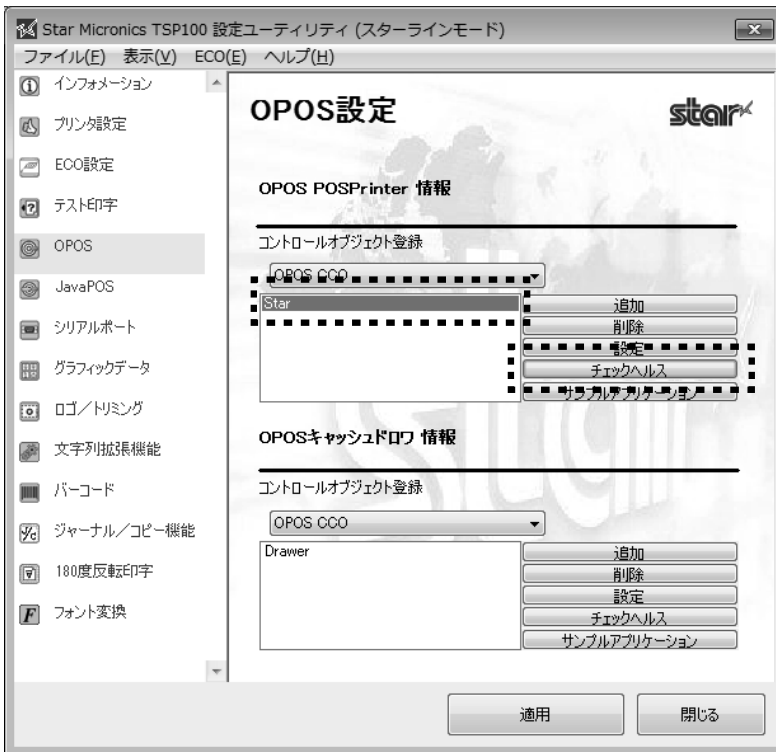 Star Micronics TSP100 設定ユーティリティ (スターラインモード)
ファイル(F) 表示(V) ECO(E) ヘルプ(H)
インフォメーション
プリンタ設定
ECO設定
テスト印字
OPOS
JavaPOS
シリアルポート
グラフィックデータ
ロゴ／トリミング
文字列拡張機能
バーコード
ジャーナル／コピー機能
180度反転印字
フォント変換
OPOS設定
star
OPOS POSPrinter 情報
コントロールオブジェクト登録
OPOS CCO
Star
追加
削除
設定
チェックヘルス
サンプルアプリケーション
OPOSキャッシュドロワ 情報
コントロールオブジェクト登録
OPOS CCO
Drawer
追加
削除
設定
チェックヘルス
サンプルアプリケーション
適用
閉じる